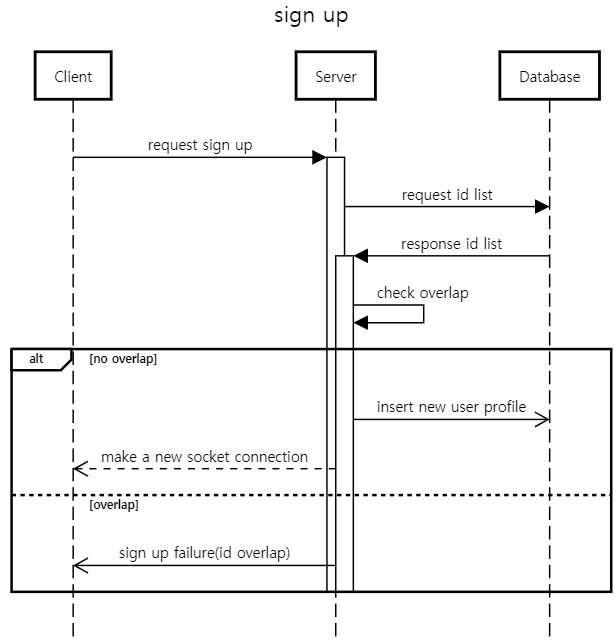 sign up
Client
Server
Database
request sign up
request id list
response id list
check overlap
alt
[no overlap]
insert new user profile
make a new socket connection
[overlap]
sign up failure(id overlap)